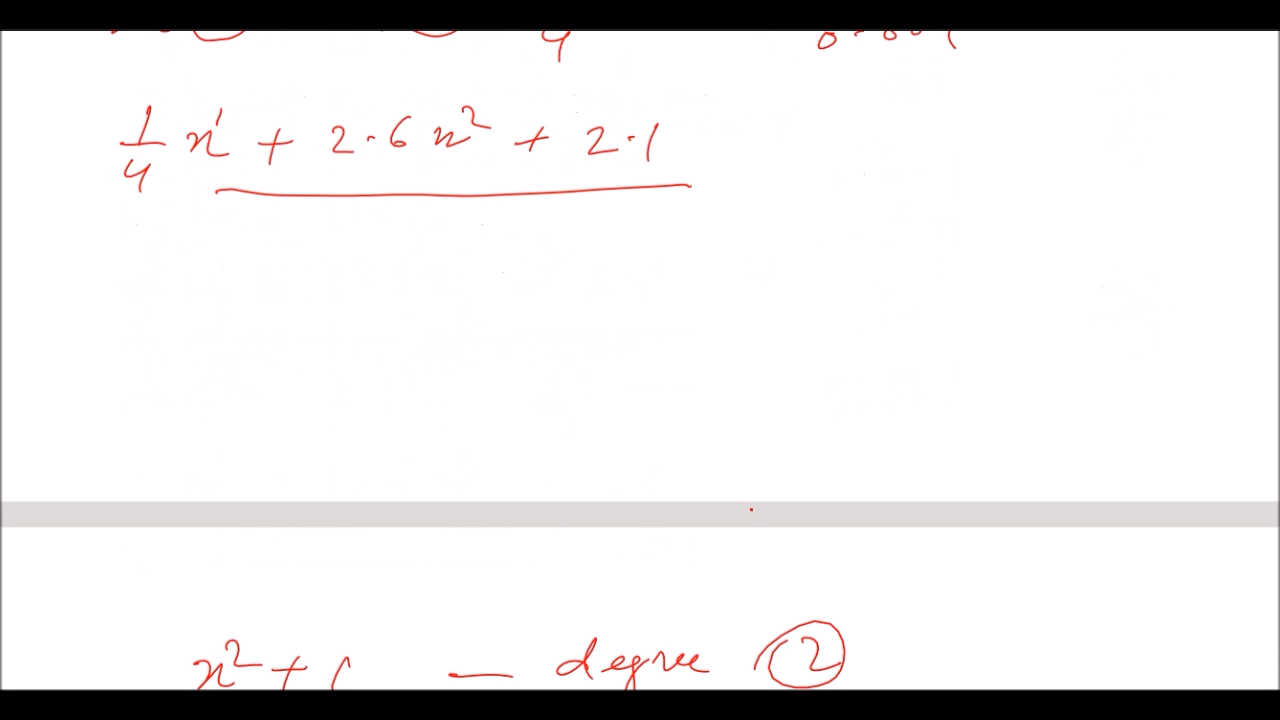 1/4 x¹ + 2.6 x² + 2.1
x² + 1 — degree 2